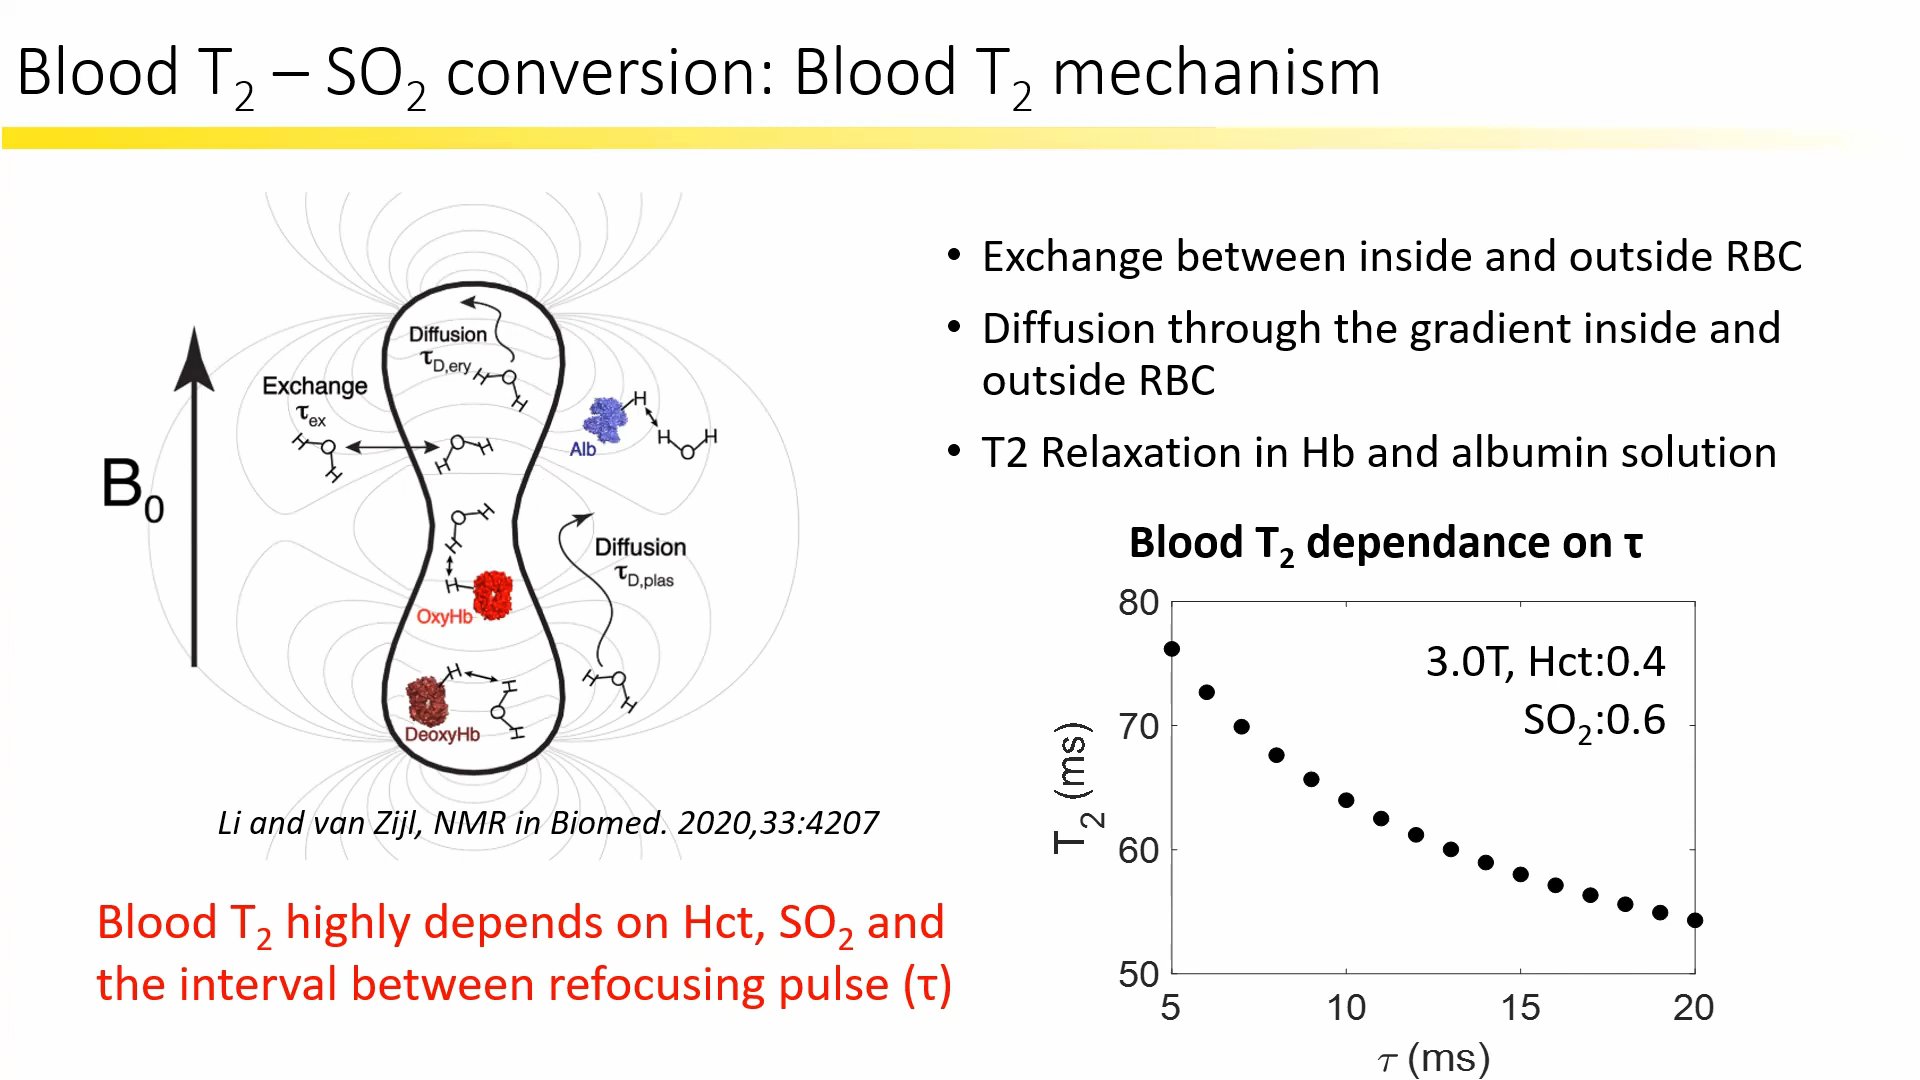 Blood T2 – SO2 conversion: Blood T2 mechanism
Diffusion
τD,ery
H O H
Exchange
τex
H O H
O H H
B0
H
Alb
H O H
O H H
H
OxyHb
Diffusion
τD,plas
H O H
H
H O H
DeoxyHb
Li and van Zijl, NMR in Biomed. 2020,33:4207
Blood T2 highly depends on Hct, SO2 and
the interval between refocusing pulse (τ)
• Exchange between inside and outside RBC
• Diffusion through the gradient inside and
outside RBC
• T2 Relaxation in Hb and albumin solution
Blood T2 dependance on τ
80
70
60
50
T2 (ms)
3.0T, Hct:0.4
SO2:0.6
5 10 15 20
τ (ms)